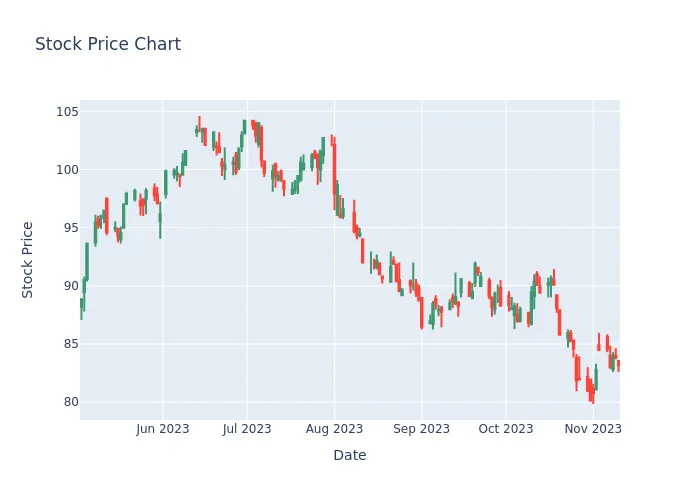 Stock Price Chart
105
100
95
90
85
80
Stock Price
Jun 2023
Jul 2023
Aug 2023
Sep 2023
Oct 2023
Nov 2023
Date